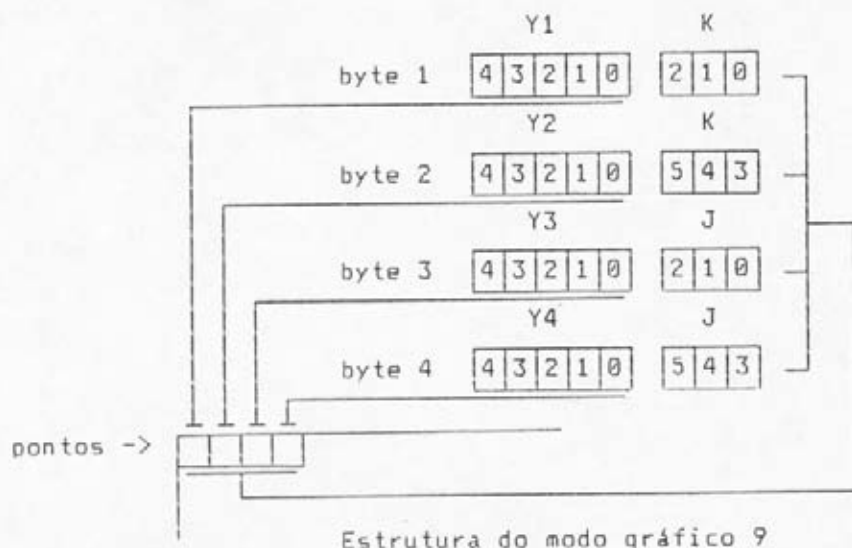 Y1 K
byte 1 4 3 2 1 0 2 1 0
Y2 K
byte 2 4 3 2 1 0 5 4 3
Y3 J
byte 3 4 3 2 1 0 2 1 0
Y4 J
byte 4 4 3 2 1 0 5 4 3
pontos ->
Estrutura do modo gráfico 9